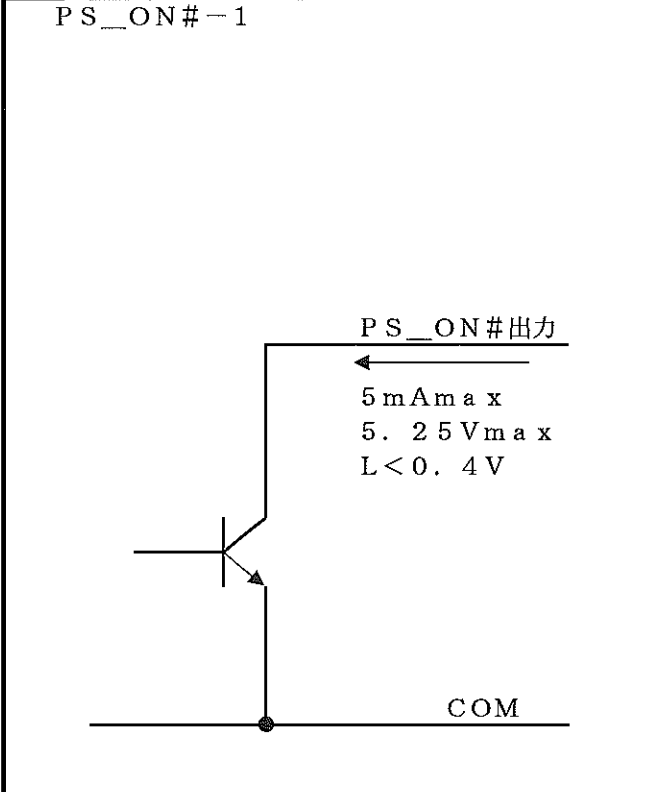 PS_ON#-1
PS_ON#出力
5mAmax
5.25Vmax
L<0.4V
COM